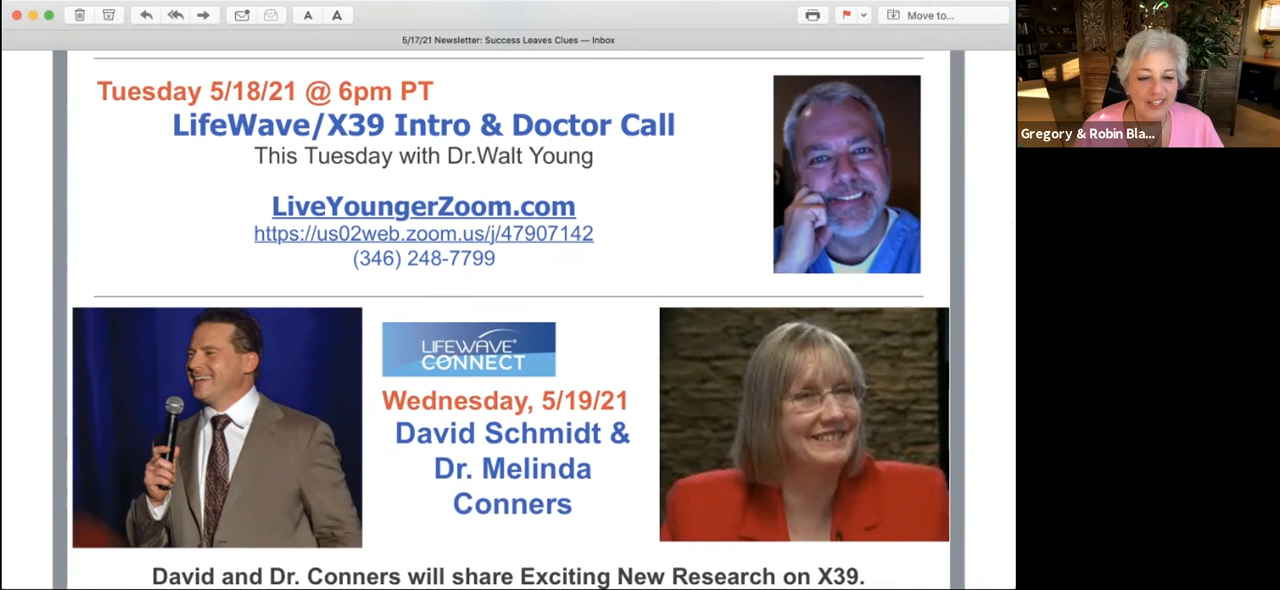 A A
Move to...
5/17/21 Newsletter: Success Leaves Clues — Inbox
Tuesday 5/18/21 @ 6pm PT
LifeWave/X39 Intro & Doctor Call
This Tuesday with Dr.Walt Young
LiveYoungerZoom.com
https://us02web.zoom.us/j/47907142
(346) 248-7799
LIFEWAVE®
CONNECT
Wednesday, 5/19/21
David Schmidt &
Dr. Melinda
Conners
David and Dr. Conners will share Exciting New Research on X39.
Gregory & Robin Bla...